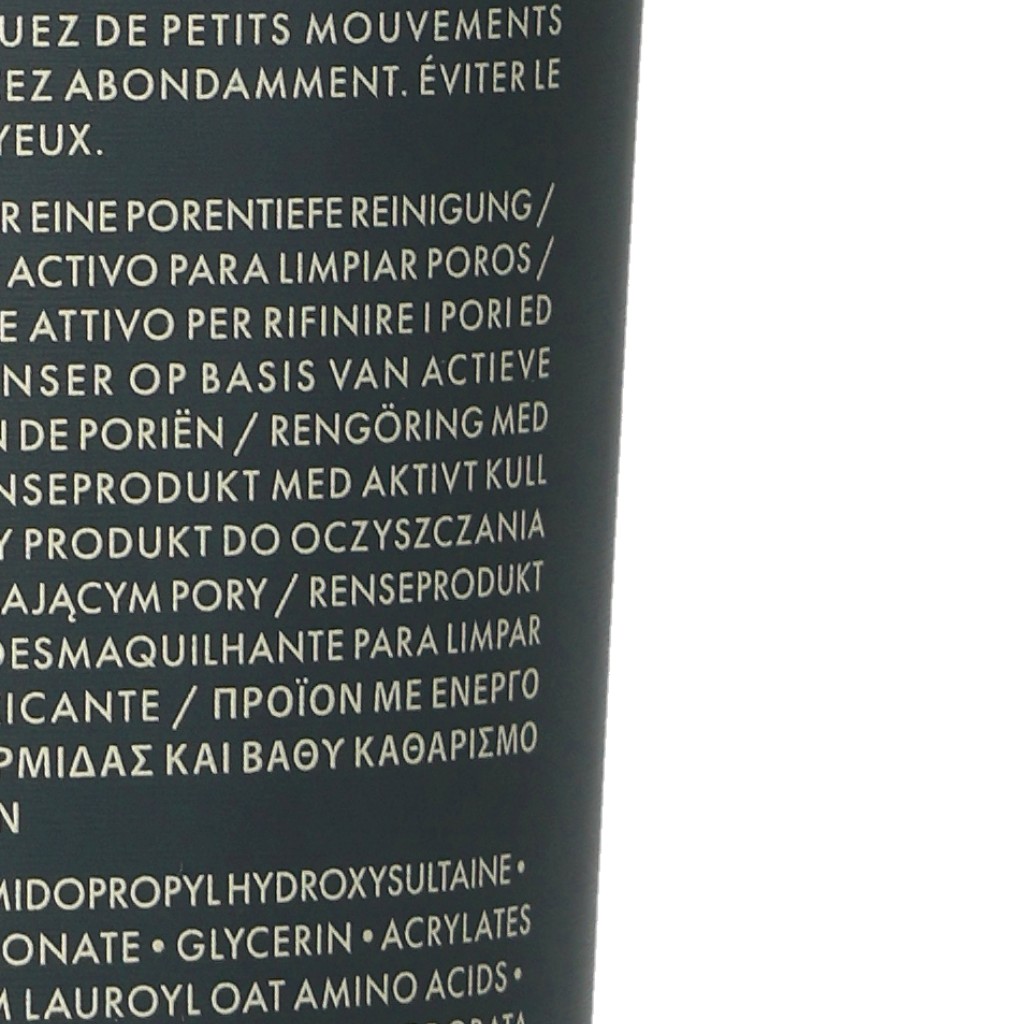 UEZ DE PETITS MOUVEMENTS
EZ ABONDAMMENT. ÉVITER LE
YEUX.
R EINE PORENTIEFE REINIGUNG /
ACTIVO PARA LIMPIAR POROS /
E ATTIVO PER RIFINIRE I PORI ED
NSER OP BASIS VAN ACTIEVE
N DE PORIËN / RENGÖRING MED
NSEPRODUKT MED AKTIVT KULL
Y PRODUKT DO OCZYSZCZANIA
AJĄCYM PORY / RENSEPRODUKT
DESMAQUILHANTE PARA LIMPAR
ICANTE / ΠΡΟΪΟΝ ΜΕ ΕΝΕΡΓΟ
ΡΜΙΔΑΣ ΚΑΙ ΒΑΘΥ ΚΑΘΑΡΙΣΜΟ
N
MIDOPROPYL HYDROXYSULTAINE •
ONATE • GLYCERIN • ACRYLATES
M LAUROYL OAT AMINO ACIDS •